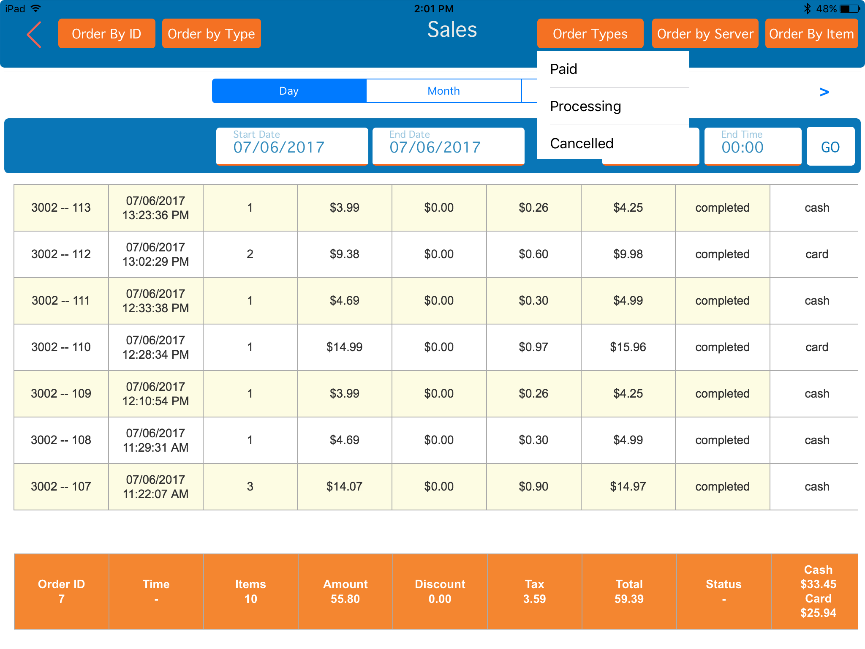 iPad 2:01 PM 48%
Order By ID Order by Type Sales Order Types Order by Server Order By Item
Paid
Processing
Cancelled
Day Month >
Start Date End Date End Time
07/06/2017 07/06/2017 00:00 GO
3002 -- 113 07/06/2017 13:23:36 PM 1 $3.99 $0.00 $0.26 $4.25 completed cash
3002 -- 112 07/06/2017 13:02:29 PM 2 $9.38 $0.00 $0.60 $9.98 completed card
3002 -- 111 07/06/2017 12:33:38 PM 1 $4.69 $0.00 $0.30 $4.99 completed cash
3002 -- 110 07/06/2017 12:28:34 PM 1 $14.99 $0.00 $0.97 $15.96 completed card
3002 -- 109 07/06/2017 12:10:54 PM 1 $3.99 $0.00 $0.26 $4.25 completed cash
3002 -- 108 07/06/2017 11:29:31 AM 1 $4.69 $0.00 $0.30 $4.99 completed cash
3002 -- 107 07/06/2017 11:22:07 AM 3 $14.07 $0.00 $0.90 $14.97 completed cash
Order ID Time Items Amount Discount Tax Total Status Cash $33.45
7 - 10 55.80 0.00 3.59 59.39 - Card $25.94